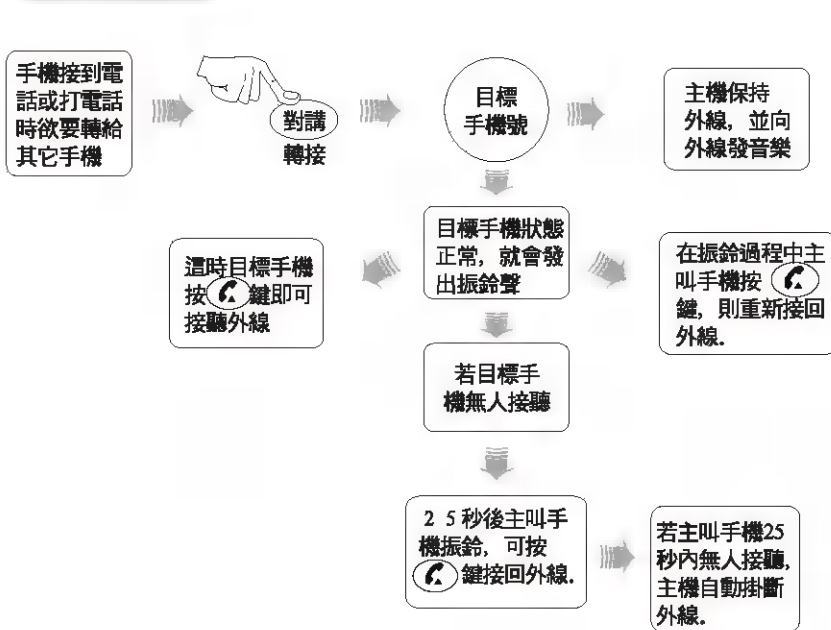 手機接到電
話或打電話
時欲要轉給
其它手機
對講
轉接
目標
手機號
主機保持
外線，並向
外線發音樂
目標手機狀態
正常，就會發
出振鈴聲
這時目標手機
按 鍵即可
接聽外線
在振鈴過程中主
叫手機按
鍵，則重新接回
外線.
若目標手
機無人接聽
2 5秒後主叫手
機振鈴，可按
鍵接回外線.
若主叫手機25
秒內無人接聽,
主機自動掛斷
外線.